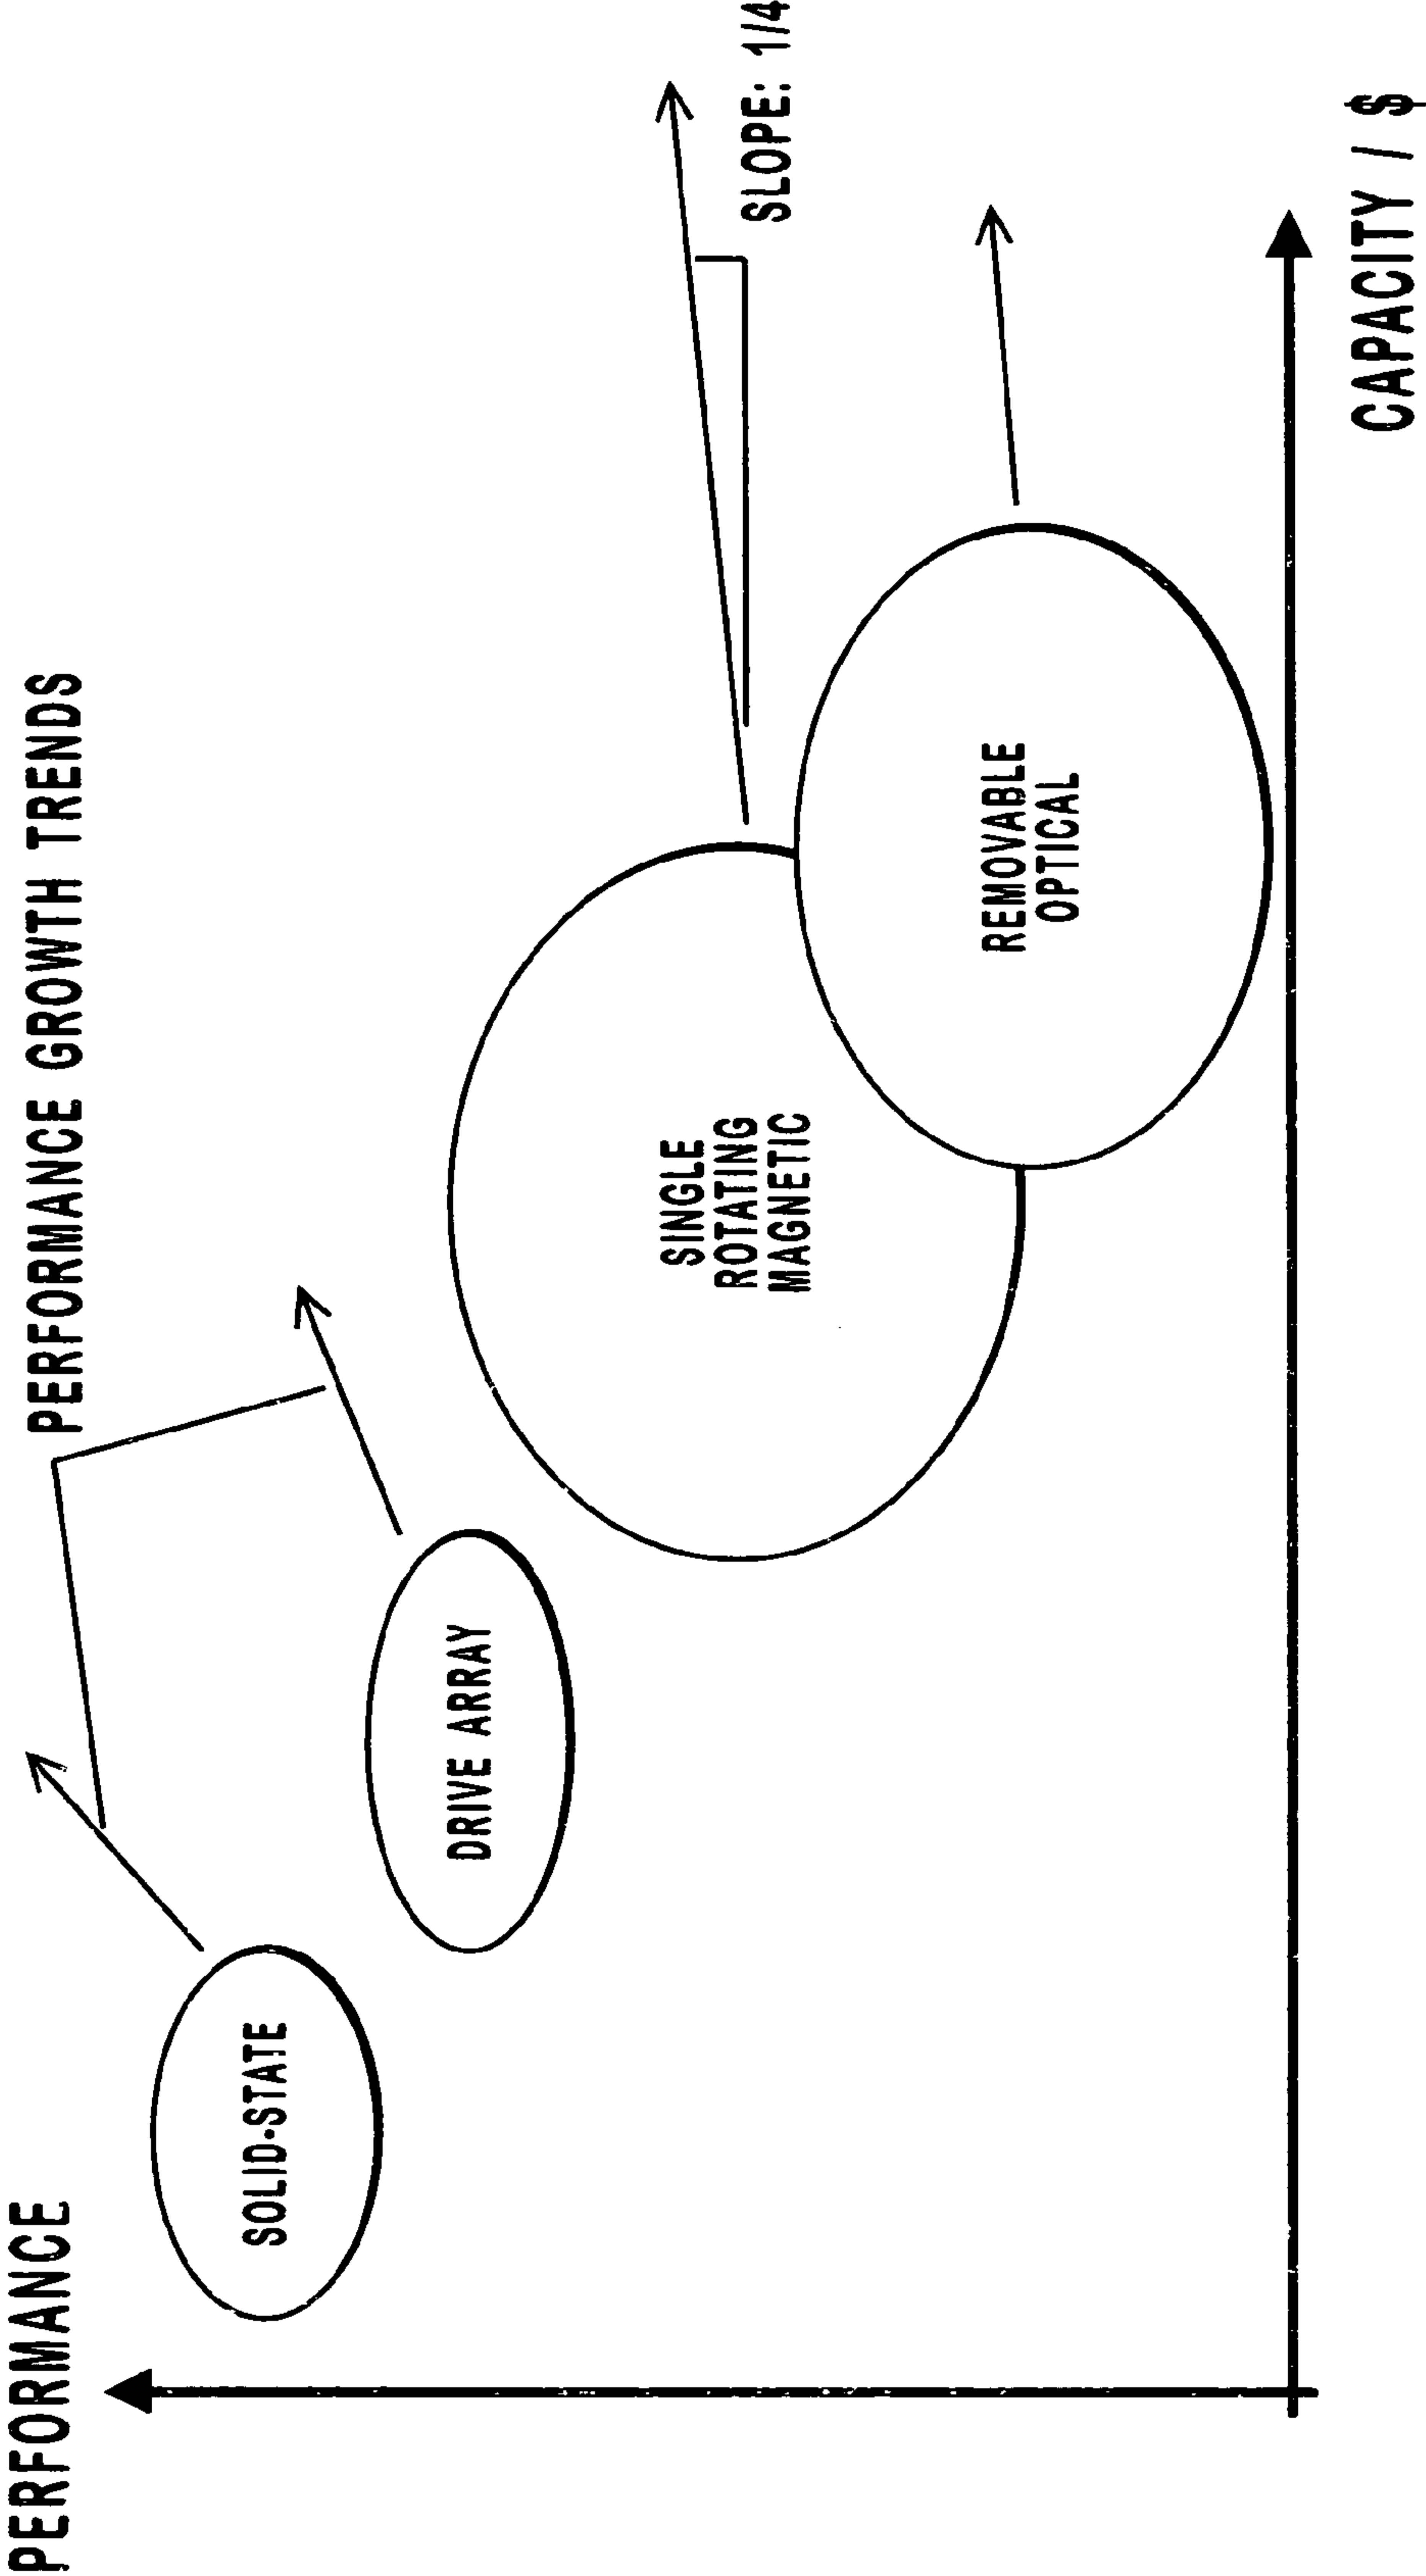 PERFORMANCE
PERFORMANCE GROWTH TRENDS
SOLID-STATE
DRIVE ARRAY
SINGLE
ROTATING
MAGNETIC
SLOPE: 1/4
REMOVABLE
OPTICAL
CAPACITY / $